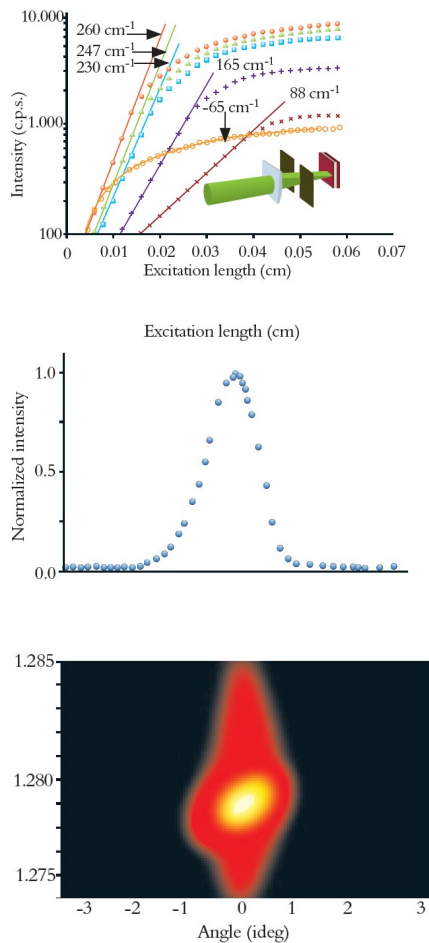 10.000
260 cm-1
247 cm-1
230 cm-1
165 cm-1
88 cm-1
-65 cm-1
1.000
100
Intensity (c.p.s.)
0 0.01 0.02 0.03 0.04 0.05 0.06 0.07
Excitation length (cm)
Excitation length (cm)
1.0
0.5
0.0
Normalized intensity
1.285
1.280
1.275
-3 -2 -1 0 1 2 3
Angle (ideg)